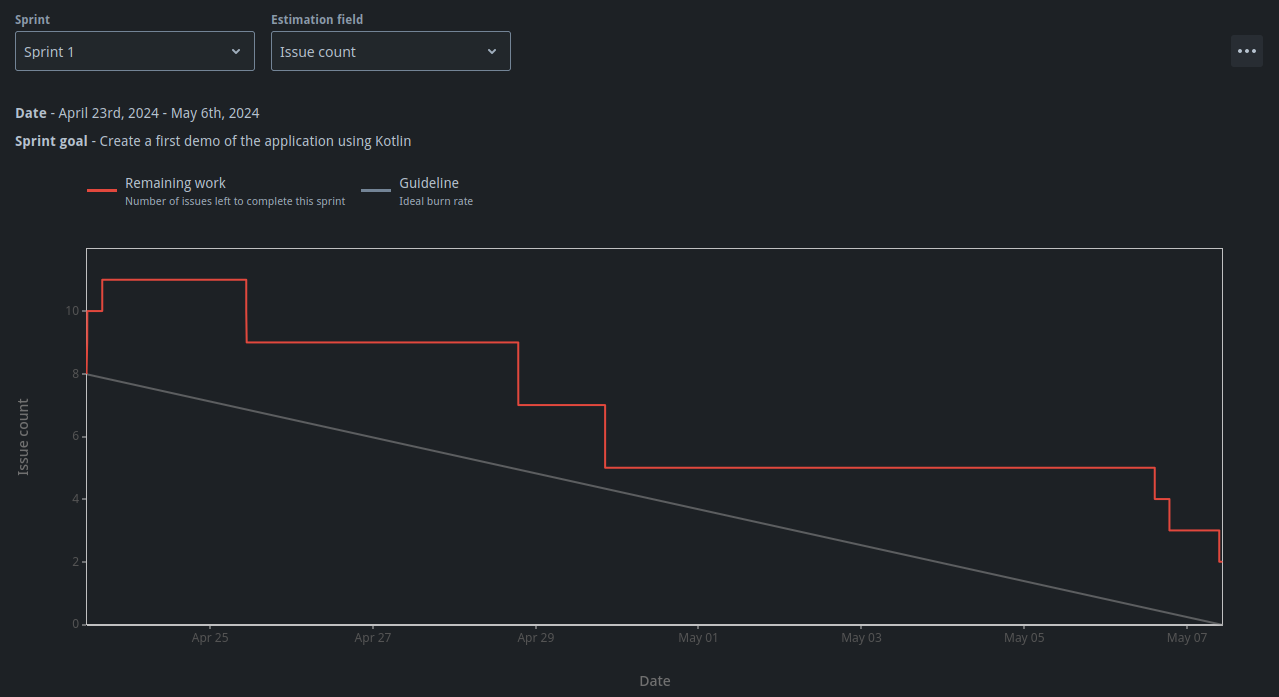 Sprint
Estimation field
Sprint 1
Issue count
Date - April 23rd, 2024 - May 6th, 2024
Sprint goal - Create a first demo of the application using Kotlin
Remaining work
Number of issues left to complete this sprint
Guideline
Ideal burn rate
Issue count
10
8
6
4
2
0
Apr 25
Apr 27
Apr 29
May 01
May 03
May 05
May 07
Date